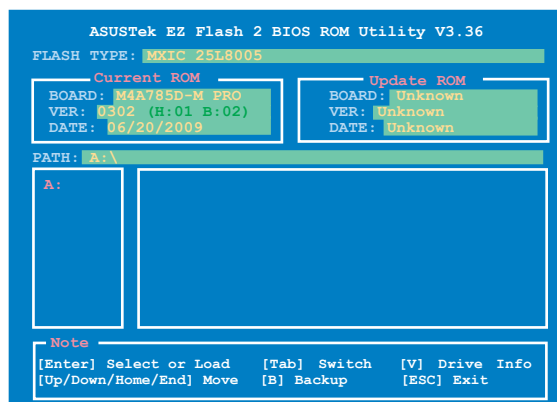 ASUSTek EZ Flash 2 BIOS ROM Utility V3.36
FLASH TYPE: MXIC 25L8005
Current ROM
BOARD: M4A785D-M PRO
VER: 0302 (H:01 B:02)
DATE: 06/20/2009
Update ROM
BOARD: Unknown
VER: Unknown
DATE: Unknown
PATH: A:\
A:
Note
[Enter] Select or Load [Tab] Switch [V] Drive Info
[Up/Down/Home/End] Move [B] Backup [ESC] Exit